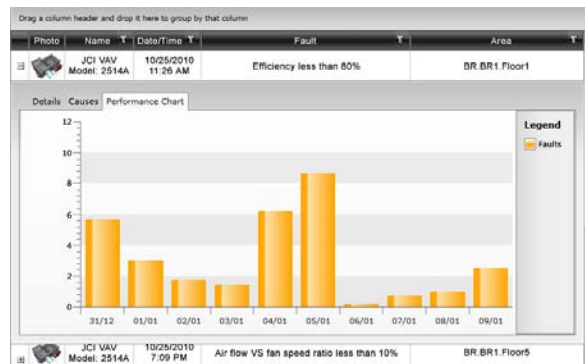 Drag a column header and drop it here to group by that column
Photo Name Date/Time Fault Area
JCI VAV
Model: 2514A
10/25/2010
11:26 AM
Efficiency less than 80%
BR.BR1.Floor1
Details Causes Performance Chart
12
10
8
6
4
2
0
31/12 01/01 02/01 03/01 04/01 05/01 06/01 07/01 08/01 09/01
Legend
Faults
JCI VAV
Model: 2514A
10/25/2010
7:09 PM
Air flow VS fan speed ratio less than 10%
BR.BR1.Floor5